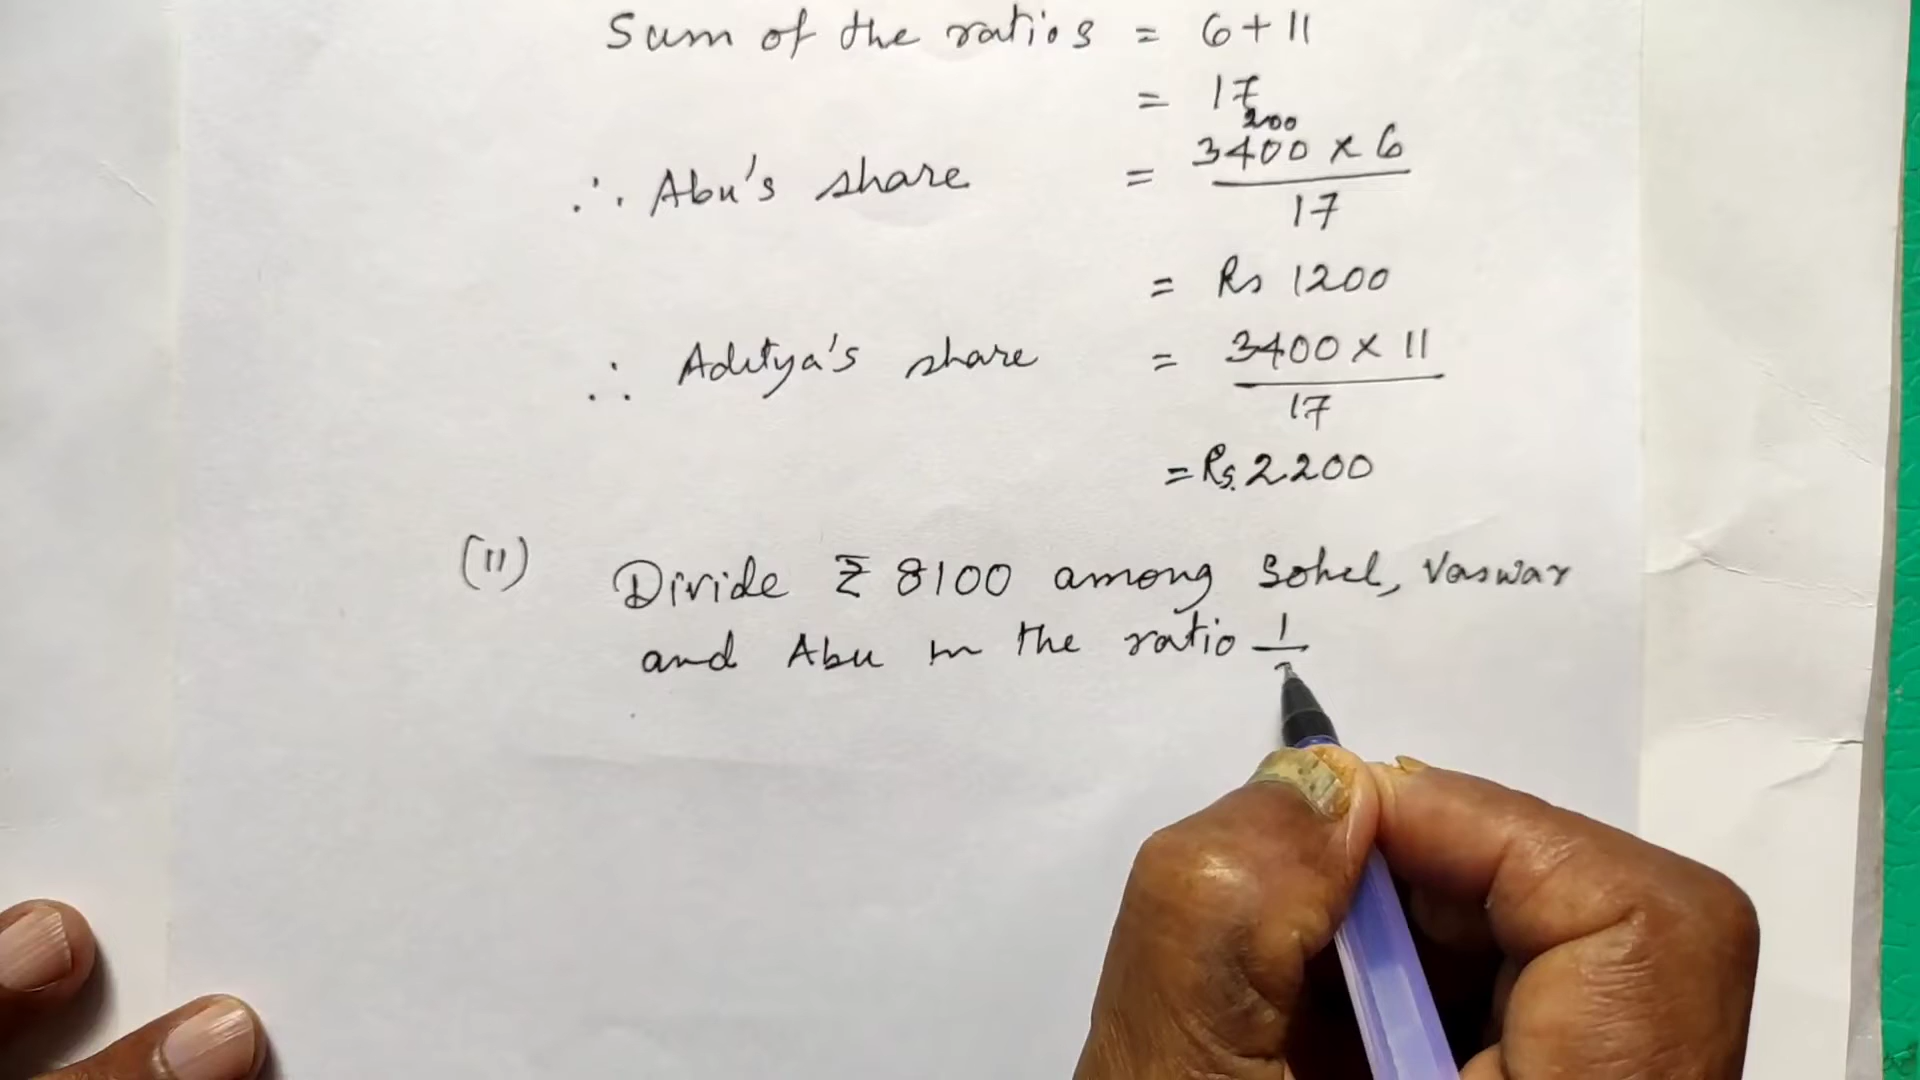 Sum of the ratios = 6 + 11
= 17
200
∴ Abu's share = 3400 × 6
17
= Rs 1200
∴ Aditya's share = 3400 × 11
17
= Rs. 2200
(11) Divide ₹ 8100 among Sohel, Vaswar
and Abu in the ratio 1